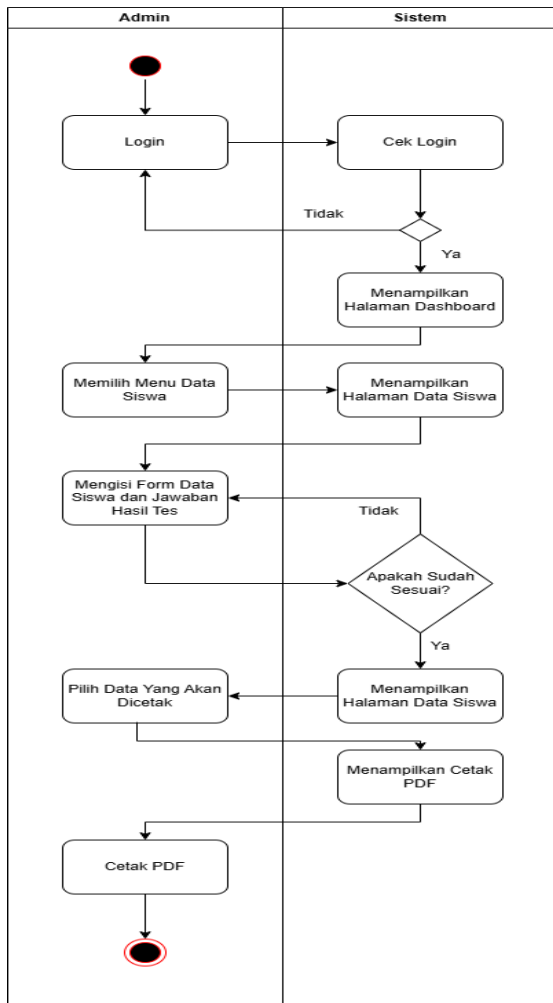 Admin
Sistem
Login
Cek Login
Tidak
Ya
Menampilkan
Halaman Dashboard
Memilih Menu Data
Siswa
Menampilkan
Halaman Data Siswa
Mengisi Form Data
Siswa dan Jawaban
Hasil Tes
Tidak
Apakah Sudah
Sesuai?
Ya
Pilih Data Yang Akan
Dicetak
Menampilkan
Halaman Data Siswa
Menampilkan Cetak
PDF
Cetak PDF